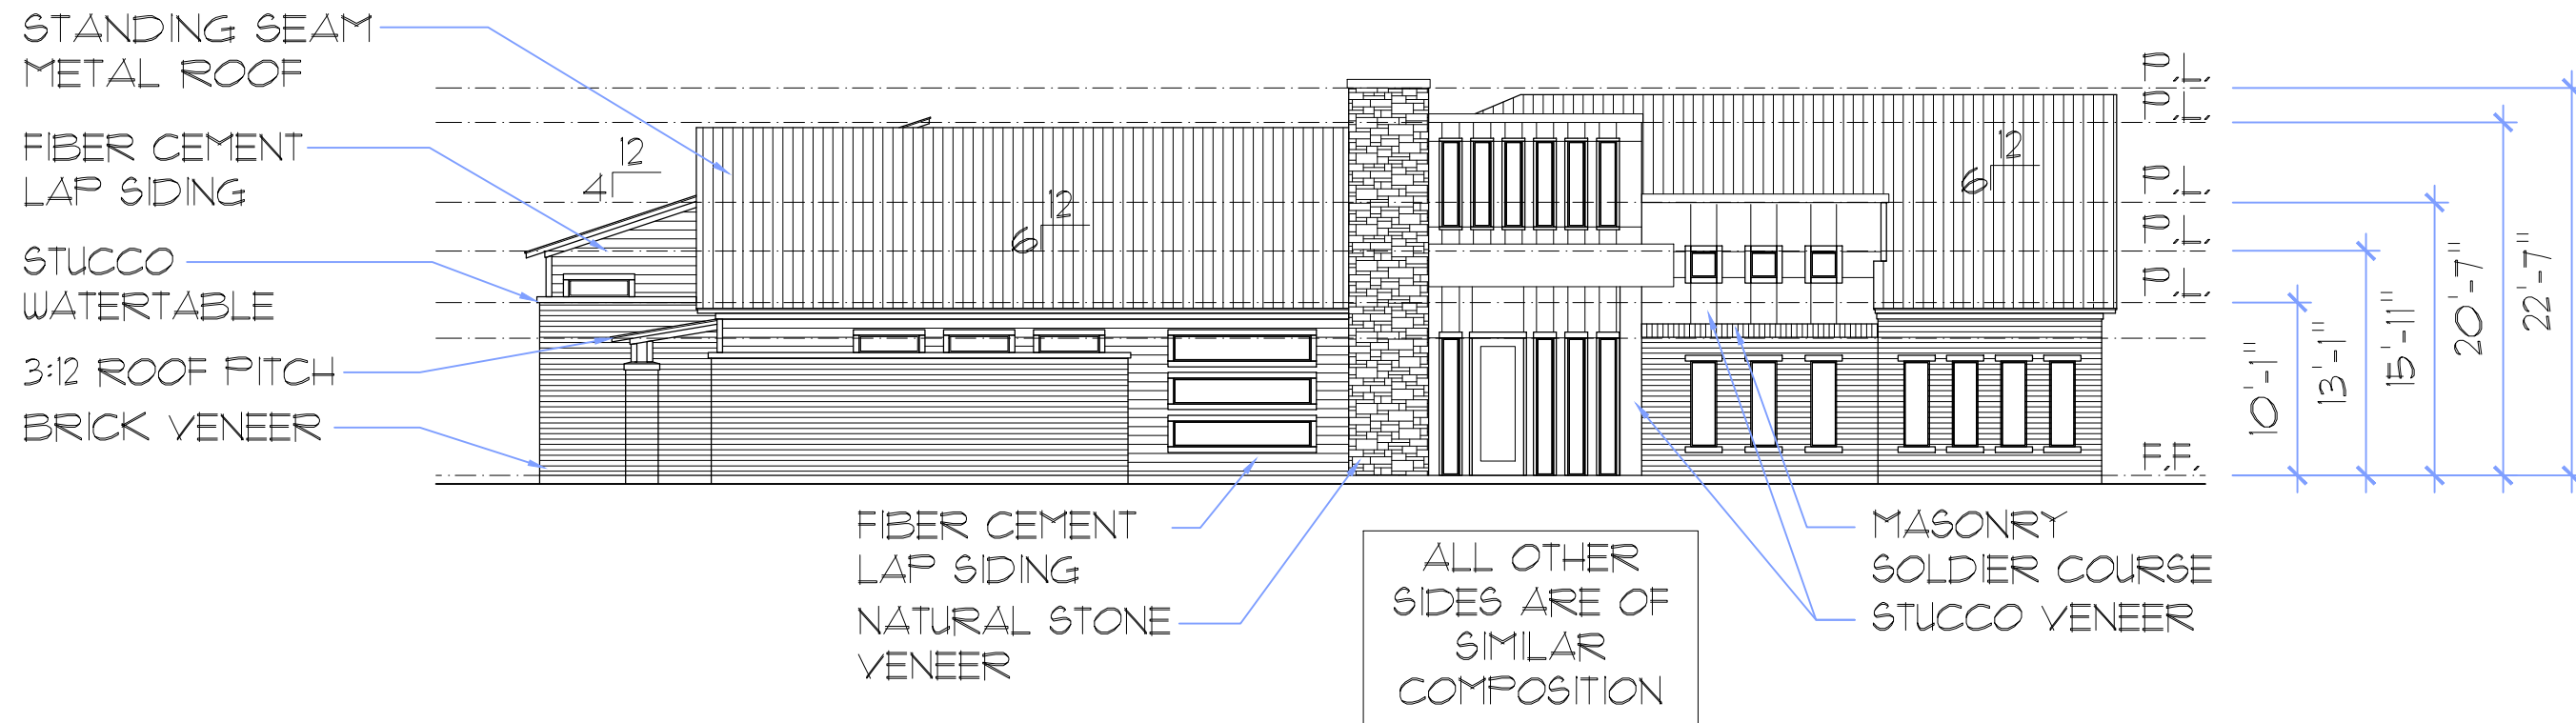 STANDING SEAM
METAL ROOF
FIBER CEMENT
LAP SIDING
STUCCO
WATERTABLE
3:12 ROOF PITCH
BRICK VENEER
12
4
12
6
12
6
P.L.
P.L.
P.L.
P.L.
P.L.
F.F.
10'-1"
13'-1"
15'-11"
20'-7"
22'-7"
FIBER CEMENT
LAP SIDING
NATURAL STONE
VENEER
ALL OTHER
SIDES ARE OF
SIMILAR
COMPOSITION
MASONRY
SOLDIER COURSE
STUCCO VENEER